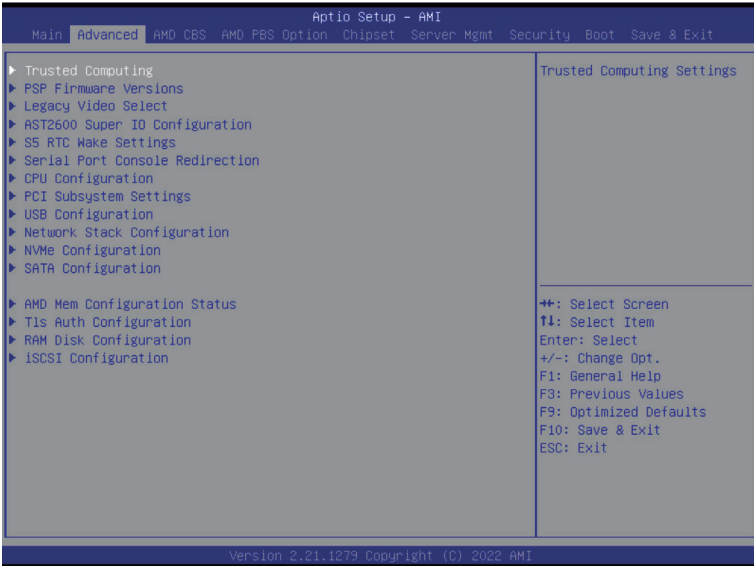 Aptio Setup – AMI
Main Advanced AMD CBS AMD PBS Option Chipset Server Mgmt Security Boot Save & Exit
Trusted Computing
PSP Firmware Versions
Legacy Video Select
AST2600 Super IO Configuration
S5 RTC Wake Settings
Serial Port Console Redirection
CPU Configuration
PCI Subsystem Settings
USB Configuration
Network Stack Configuration
NVMe Configuration
SATA Configuration
AMD Mem Configuration Status
Tls Auth Configuration
RAM Disk Configuration
iSCSI Configuration
Trusted Computing Settings
→←: Select Screen
↑↓: Select Item
Enter: Select
+/-: Change Opt.
F1: General Help
F3: Previous Values
F9: Optimized Defaults
F10: Save & Exit
ESC: Exit
Version 2.21.1279 Copyright (C) 2022 AMI